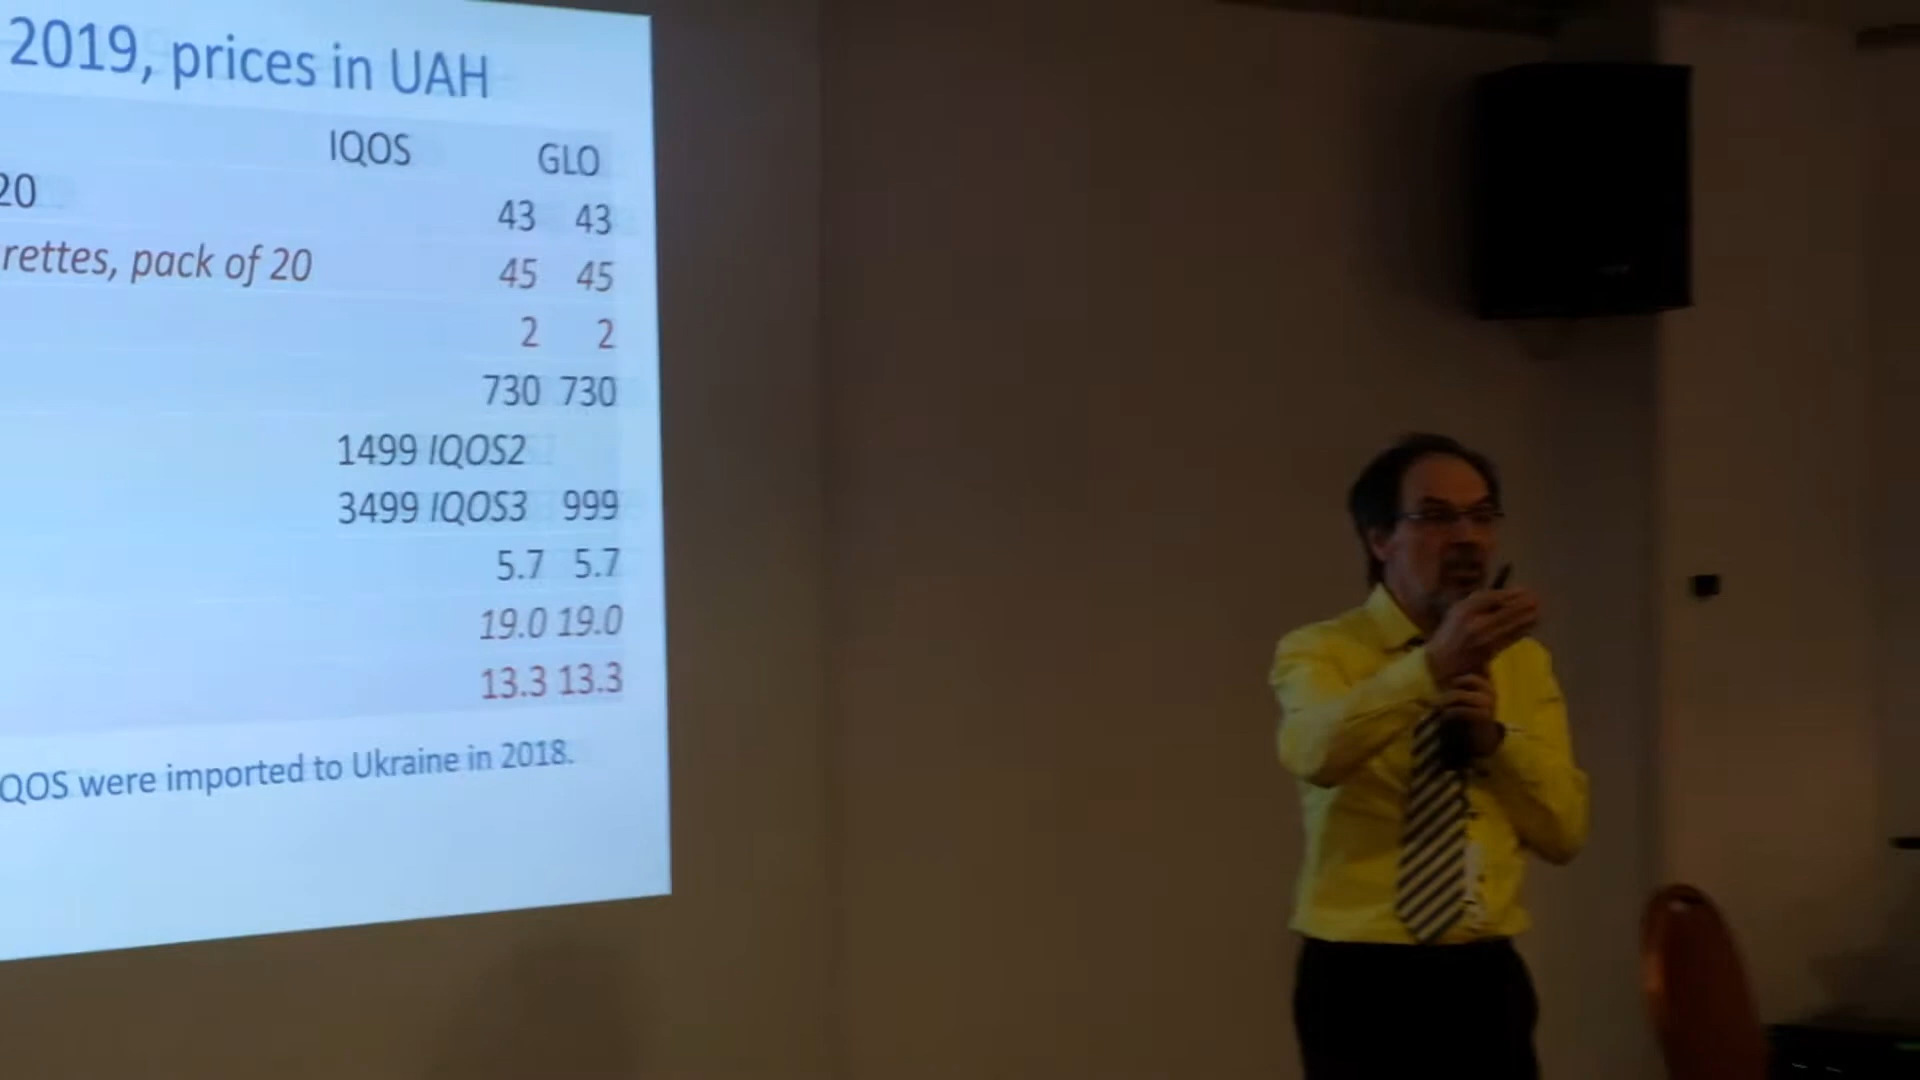 2019, prices in UAH
IQOS GLO
20
43 43
rettes, pack of 20 45 45
2 2
730 730
1499 IQOS2
3499 IQOS3 999
5.7 5.7
19.0 19.0
13.3 13.3
QOS were imported to Ukraine in 2018.